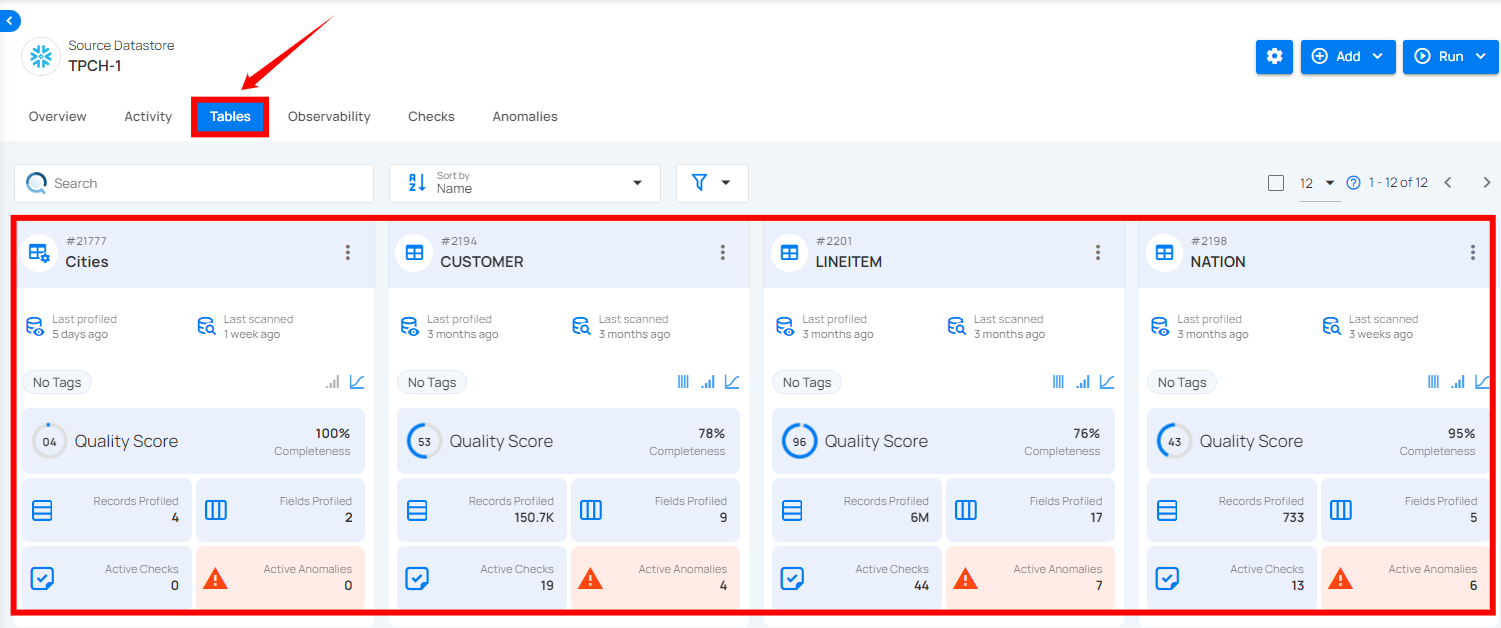 Source Datastore
TPCH-1
Add
Run
Overview
Activity
Tables
Observability
Checks
Anomalies
Search
Sort by
Name
12
1 - 12 of 12
#21777
Cities
Last profiled
5 days ago
Last scanned
1 week ago
No Tags
04
Quality Score
100%
Completeness
Records Profiled
4
Fields Profiled
2
Active Checks
0
Active Anomalies
0
#2194
CUSTOMER
Last profiled
3 months ago
Last scanned
3 months ago
No Tags
53
Quality Score
78%
Completeness
Records Profiled
150.7K
Fields Profiled
9
Active Checks
19
Active Anomalies
4
#2201
LINEITEM
Last profiled
3 months ago
Last scanned
3 months ago
No Tags
96
Quality Score
76%
Completeness
Records Profiled
6M
Fields Profiled
17
Active Checks
44
Active Anomalies
7
#2198
NATION
Last profiled
3 months ago
Last scanned
3 weeks ago
No Tags
43
Quality Score
95%
Completeness
Records Profiled
733
Fields Profiled
5
Active Checks
13
Active Anomalies
6